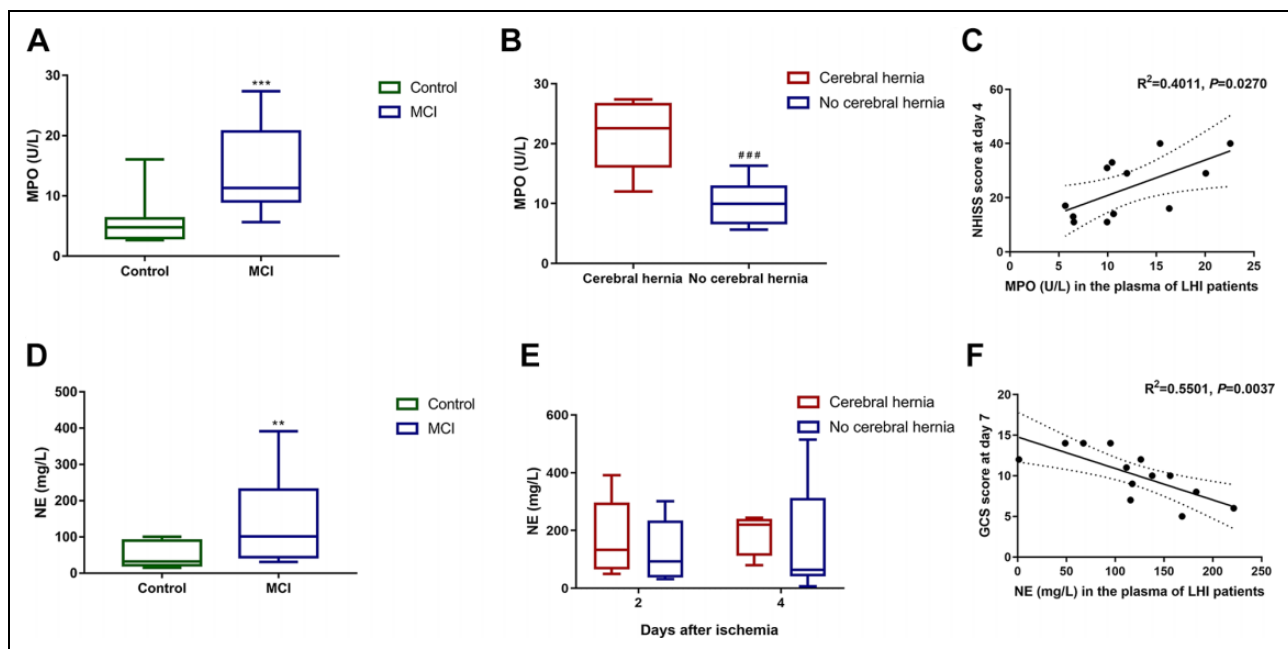 A
MPO (U/L)
30
20
10
0
***
Control
MCI
Control
MCI
B
Cerebral hernia
No cerebral hernia
MPO (U/L)
30
20
10
0
###
Cerebral hernia No cerebral hernia
C
R²=0.4011, P=0.0270
NHISS score at day 4
60
40
20
0
0 5 10 15 20 25
MPO (U/L) in the plasma of LHI patients
D
NE (mg/L)
500
400
300
200
100
0
**
Control
MCI
Control
MCI
E
Cerebral hernia
No cerebral hernia
NE (mg/L)
600
400
200
0
2 4
Days after ischemia
F
R²=0.5501, P=0.0037
GCS score at day 7
20
15
10
5
0
0 50 100 150 200 250
NE (mg/L) in the plasma of LHI patients